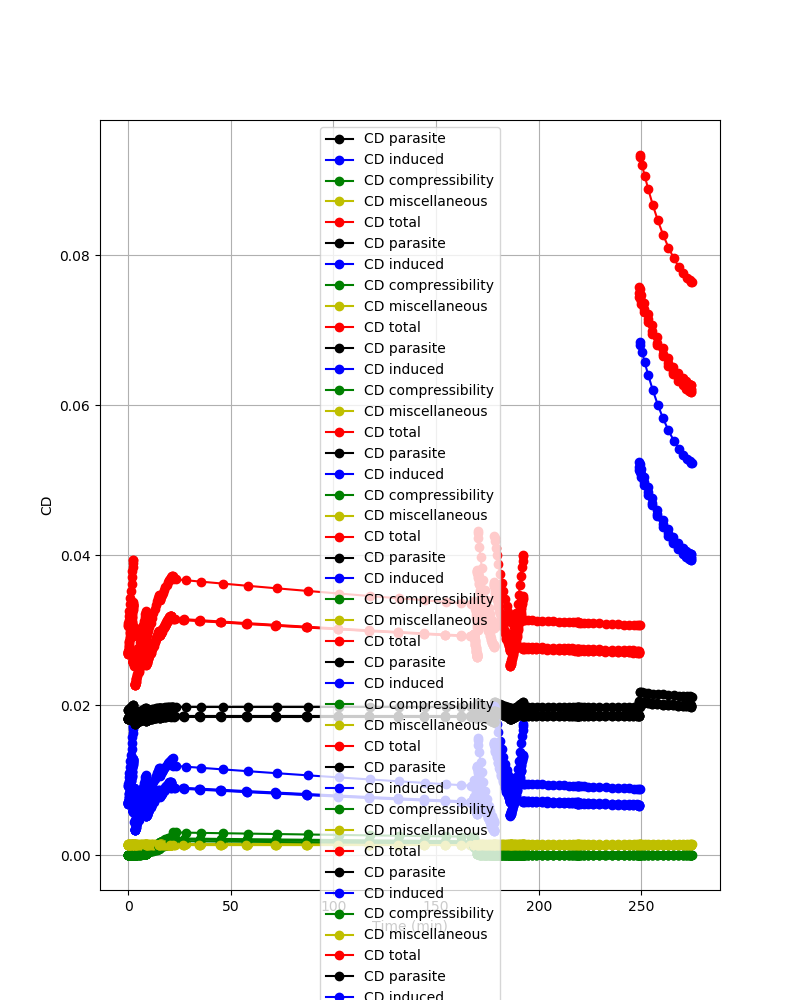 CD parasite
CD induced
CD compressibility
CD miscellaneous
CD total
CD parasite
CD induced
CD compressibility
CD miscellaneous
CD total
CD parasite
CD induced
CD compressibility
CD miscellaneous
CD total
CD parasite
CD induced
CD compressibility
CD miscellaneous
CD total
CD parasite
CD induced
CD compressibility
CD miscellaneous
CD total
CD parasite
CD induced
CD compressibility
CD miscellaneous
CD total
CD parasite
CD induced
CD compressibility
CD miscellaneous
CD total
CD parasite
CD induced
CD compressibility
CD miscellaneous
CD total
CD parasite
CD induced
0.08
0.06
0.04
0.02
0.00
CD
0 50 100 150 200 250
Time (min)